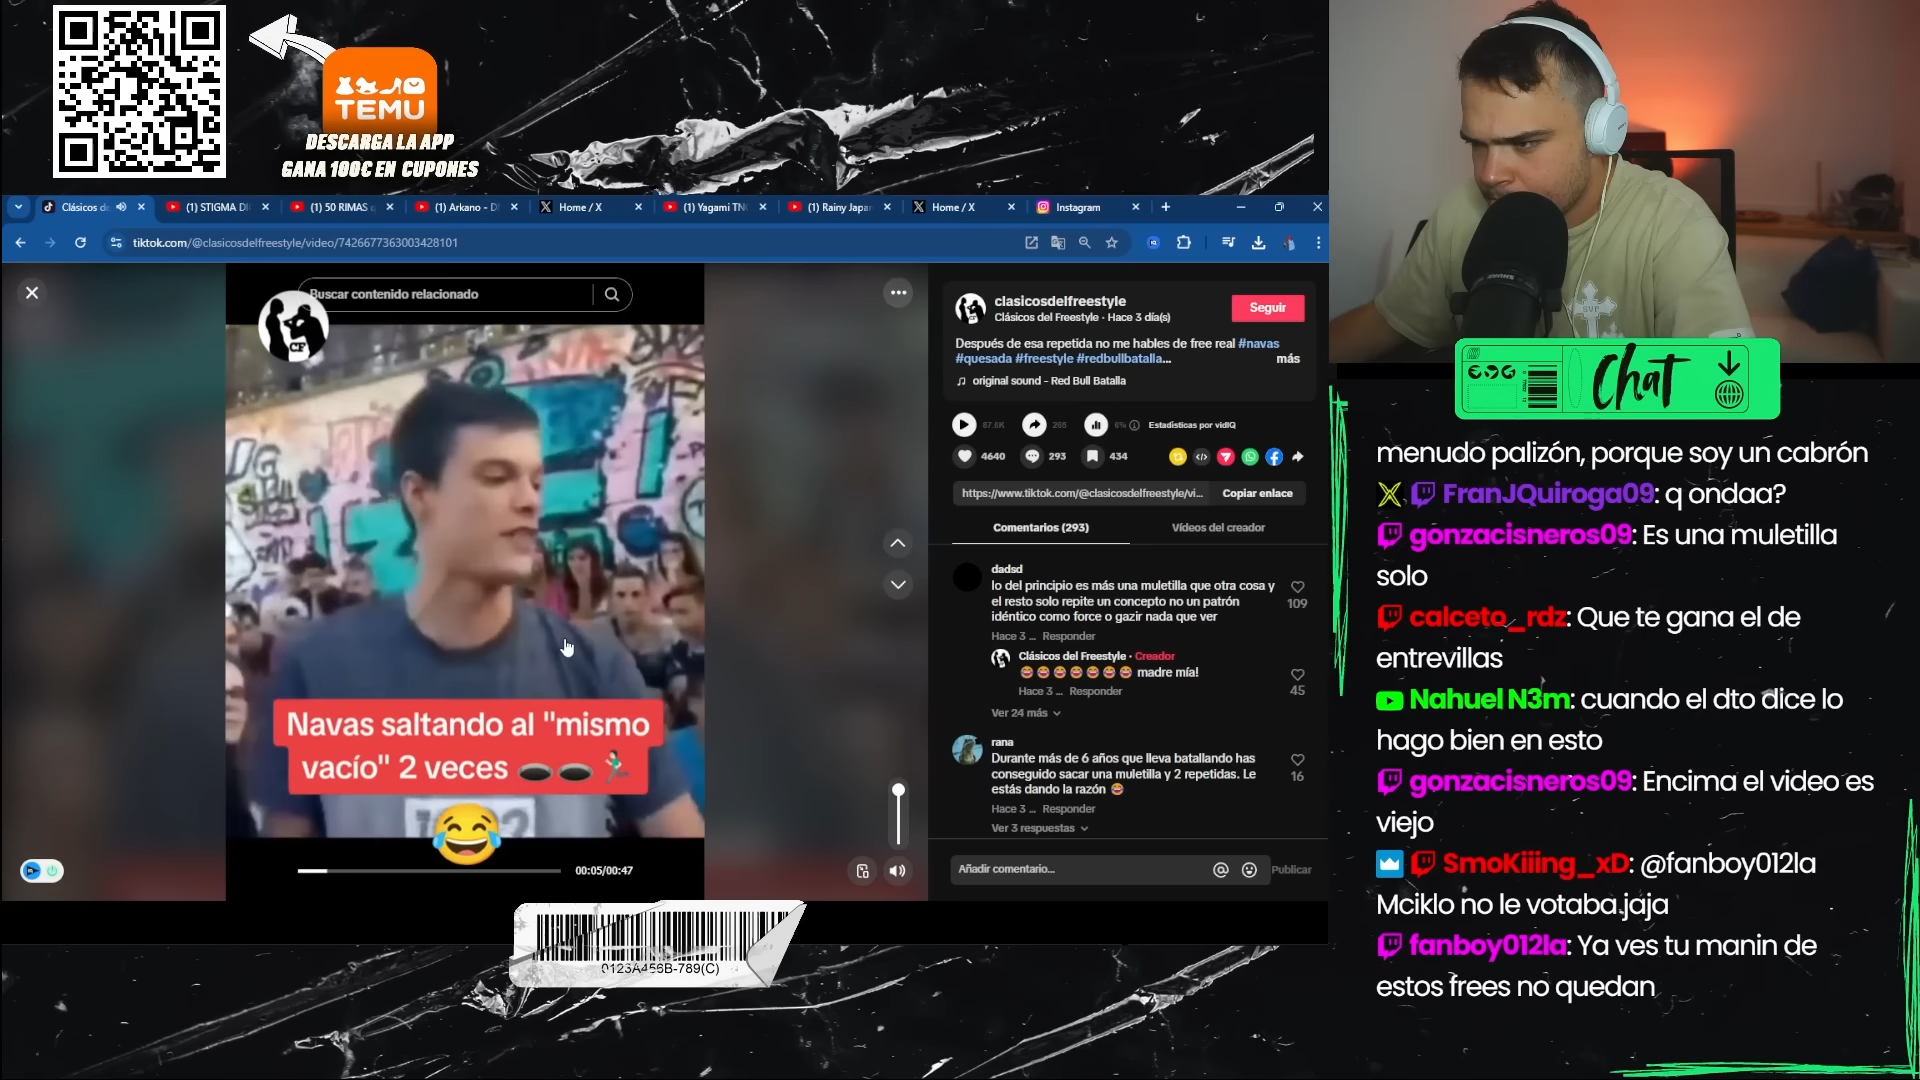 TEMU
DESCARGA LA APP
GANA 100€ EN CUPONES
Clásicos d
(1) STIGMA D
(1) 50 RIMAS
(1) Arkano - D
Home / X
(1) Yagami TN
(1) Rainy Japa
Home / X
Instagram
tiktok.com/@clasicosdelfreestyle/video/7426677363003428101
Buscar contenido relacionado
CF
Navas saltando al "mismo
vacío" 2 veces 🕳️🕳️🏃🏻‍♂️
😂
00:05/00:47
clasicosdelfreestyle
Clásicos del Freestyle · Hace 3 día(s)
Seguir
Después de esa repetida no me hables de free real #navas
#quesada #freestyle #redbullbatalla...
más
original sound - Red Bull Batalla
87.6K
265
6%
Estadísticas por vidIQ
4640
293
434
https://www.tiktok.com/@clasicosdelfreestyle/vi...
Copiar enlace
Comentarios (293)
Vídeos del creador
dadsd
lo del principio es más una muletilla que otra cosa y
el resto solo repite un concepto no un patrón
idéntico como force o gazir nada que ver
109
Hace 3 ... Responder
Clásicos del Freestyle · Creador
😂😂😂😂😂😂😂 madre mía!
45
Hace 3 ... Responder
Ver 24 más
rana
Durante más de 6 años que lleva batallando has
conseguido sacar una muletilla y 2 repetidas. Le
estás dando la razón 😂
16
Hace 3 ... Responder
Ver 3 respuestas
Añadir comentario...
Publicar
0123A456B-789(C)
SVP
Chat
menudo palizón, porque soy un cabrón
FranJQuiroga09: q ondaa?
gonzacisneros09: Es una muletilla
solo
calceto_rdz: Que te gana el de
entrevillas
Nahuel N3m: cuando el dto dice lo
hago bien en esto
gonzacisneros09: Encima el video es
viejo
SmoKiiing_xD: @fanboy012la
Mciklo no le votaba.jaja
fanboy012la: Ya ves tu manin de
estos frees no quedan